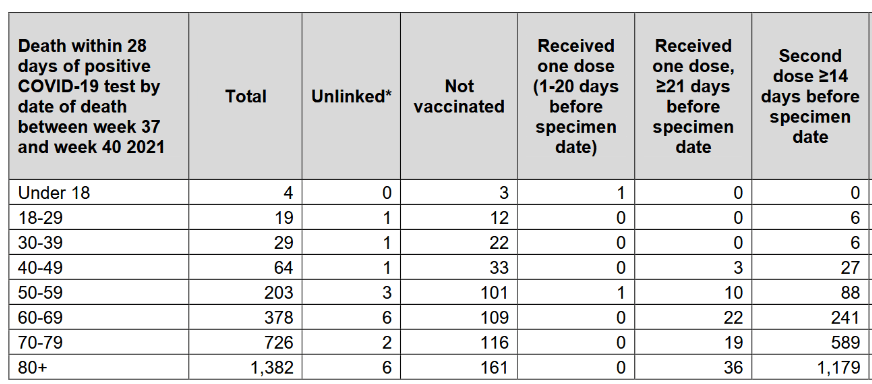 Death within 28 days of positive COVID-19 test by date of death between week 37 and week 40 2021 | Total | Unlinked* | Not vaccinated | Received one dose (1-20 days before specimen date) | Received one dose, ≥21 days before specimen date | Second dose ≥14 days before specimen date
Under 18 | 4 | 0 | 3 | 1 | 0 | 0
18-29 | 19 | 1 | 12 | 0 | 0 | 6
30-39 | 29 | 1 | 22 | 0 | 0 | 6
40-49 | 64 | 1 | 33 | 0 | 3 | 27
50-59 | 203 | 3 | 101 | 1 | 10 | 88
60-69 | 378 | 6 | 109 | 0 | 22 | 241
70-79 | 726 | 2 | 116 | 0 | 19 | 589
80+ | 1,382 | 6 | 161 | 0 | 36 | 1,179